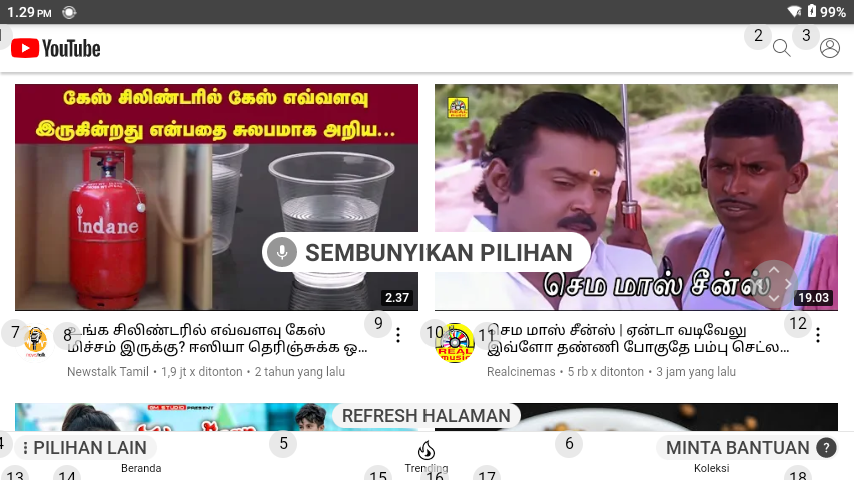 1.29 PM
99%
YouTube
2
3
கேஸ் சிலிண்டரில் கேஸ் எவ்வளவு
இருகின்றது என்பதை சுலபமாக அறிய...
Indane
SEMBUNYIKAN PILIHAN
செம மாஸ் சீன்ஸ்
2.37
19.03
7
8
உங்க சிலிண்டரில் எவ்வளவு கேஸ்
மிச்சம் இருக்கு? ஈஸியா தெரிஞ்சுக்க ஒ...
Newstalk Tamil • 1,9 jt x ditonton • 2 tahun yang lalu
9
10
REAL
music
11
செம மாஸ் சீன்ஸ் | ஏன்டா வடிவேலு
இவ்ளோ தண்ணி போகுதே பம்பு செட்ல...
Realcinemas • 5 rb x ditonton • 3 jam yang lalu
12
REFRESH HALAMAN
4
PILIHAN LAIN
5
6
MINTA BANTUAN ?
Beranda
Trending
Koleksi
13
14
15
16
17
18